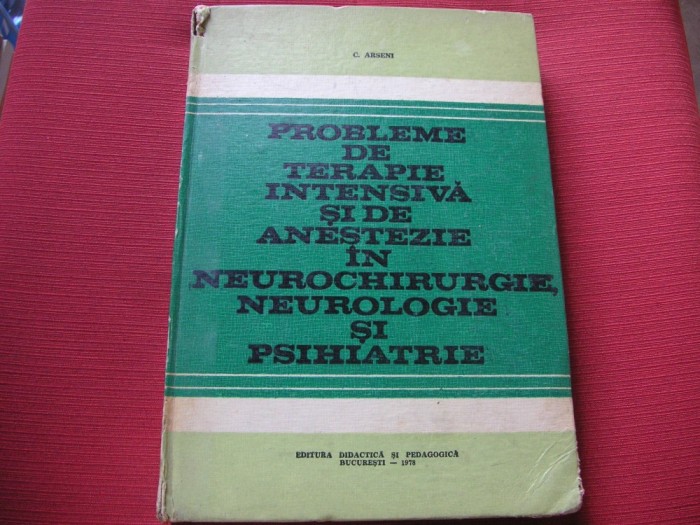 C. ARSENI
PROBLEME
DE
TERAPIE
INTENSIVĂ
ȘI DE
ANESTEZIE
ÎN
NEUROCHIRURGIE,
NEUROLOGIE
ȘI
PSIHIATRIE
EDITURA DIDACTICĂ ȘI PEDAGOGICĂ
BUCUREȘTI — 1978